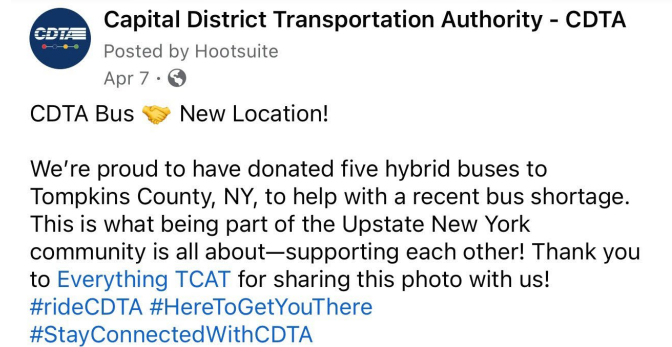 CDTA
Capital District Transportation Authority - CDTA
Posted by Hootsuite
Apr 7 ·
CDTA Bus 🤝 New Location!
We’re proud to have donated five hybrid buses to
Tompkins County, NY, to help with a recent bus shortage.
This is what being part of the Upstate New York
community is all about—supporting each other! Thank you
to Everything TCAT for sharing this photo with us!
#rideCDTA #HereToGetYouThere
#StayConnectedWithCDTA